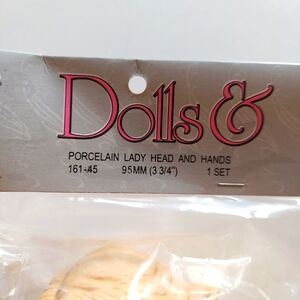 Dolls &
PORCELAIN LADY HEAD AND HANDS
161-45 95MM (3 3/4") 1 SET